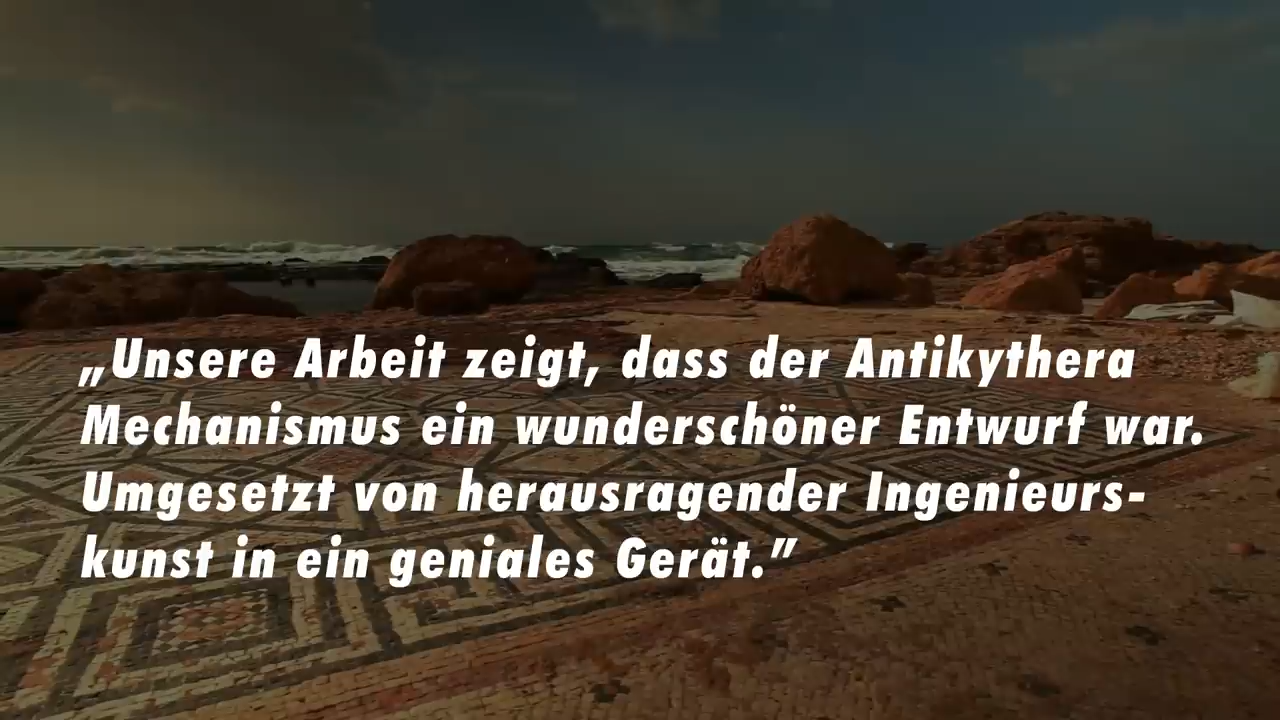 „Unsere Arbeit zeigt, dass der Antikythera
Mechanismus ein wunderschöner Entwurf war.
Umgesetzt von herausragender Ingenieurs-
kunst in ein geniales Gerät.”